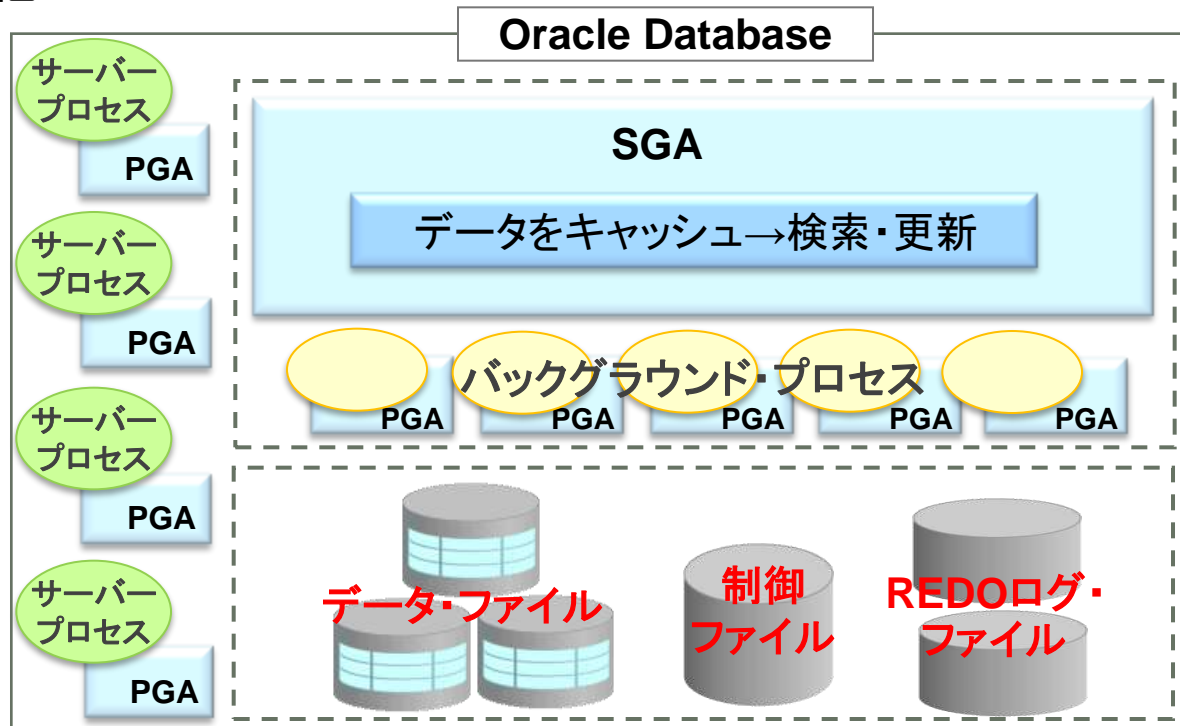 Oracle Database
サーバー
プロセス
PGA
サーバー
プロセス
PGA
サーバー
プロセス
PGA
サーバー
プロセス
PGA
SGA
データをキャッシュ→検索・更新
バックグラウンド・プロセス
PGA
PGA
PGA
PGA
PGA
データ・ファイル
制御
ファイル
REDOログ・
ファイル